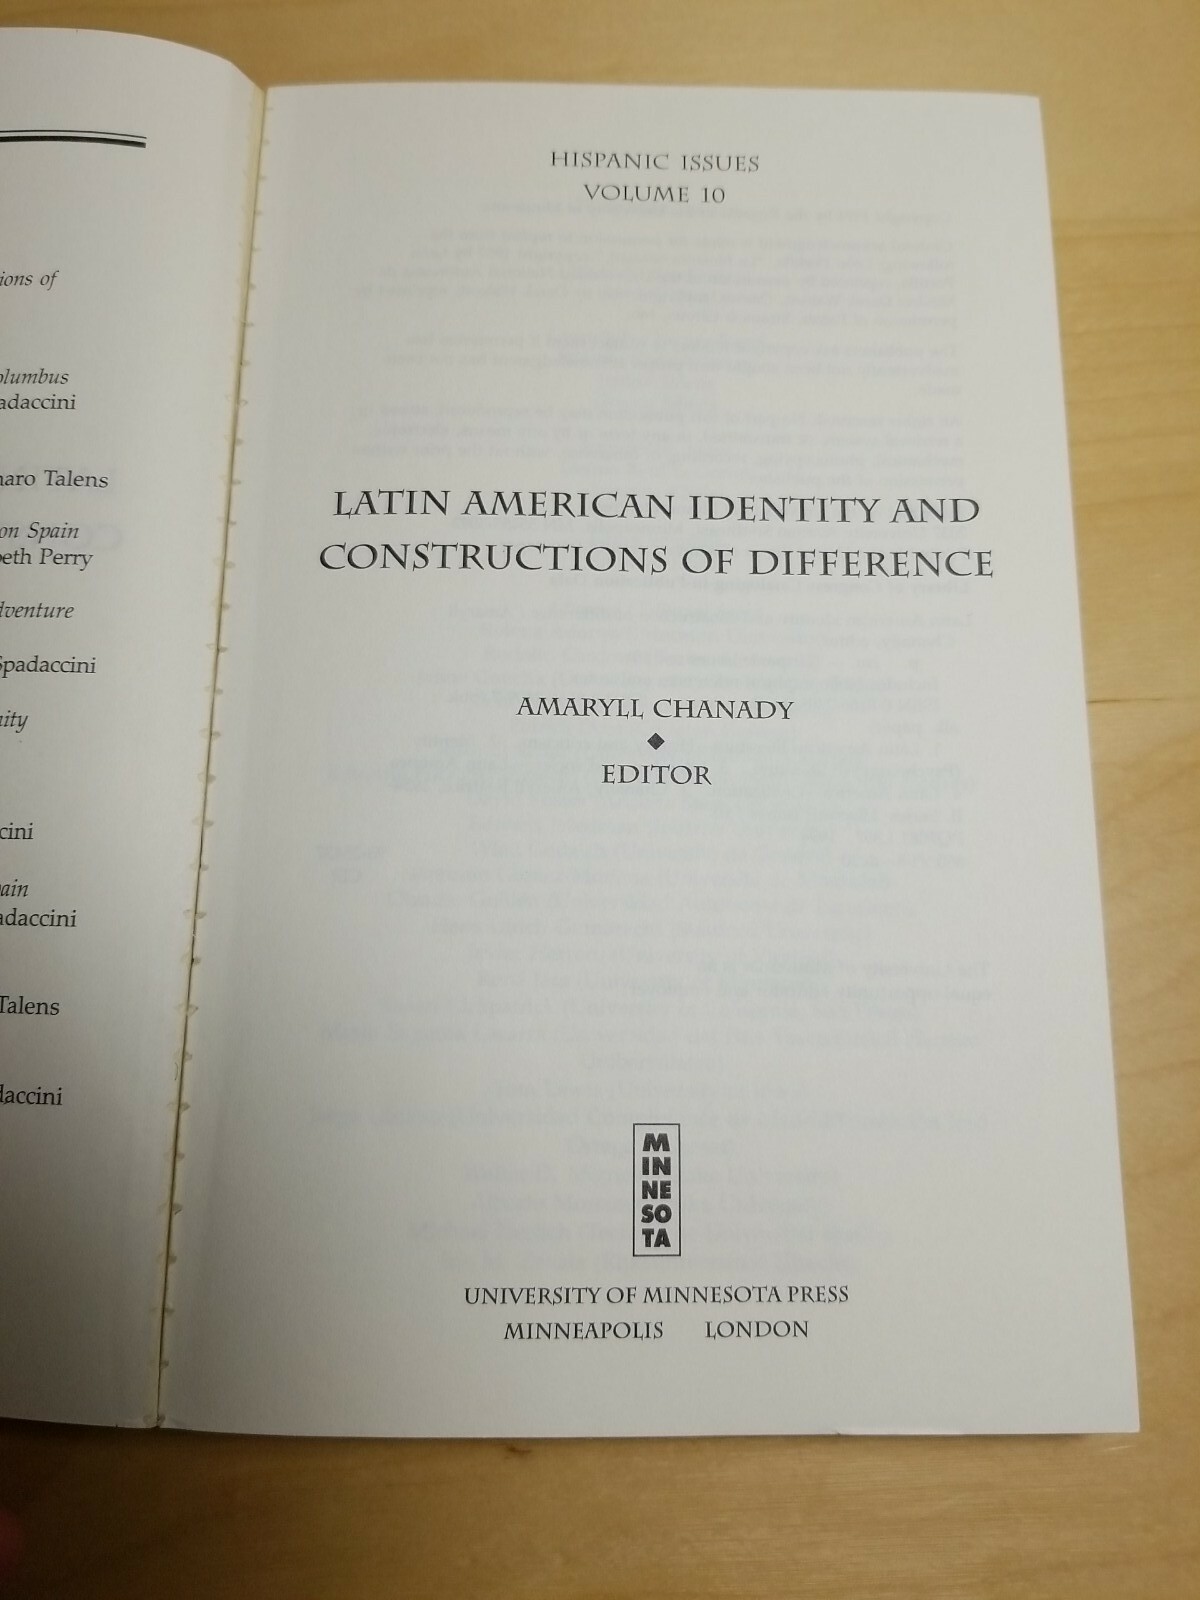 ions of
olumbus
adaccini
naro Talens
on Spain
beth Perry
dventure
Spadaccini
nity
cini
ain
adaccini
Talens
daccini
HISPANIC ISSUES
VOLUME 10
LATIN AMERICAN IDENTITY AND
CONSTRUCTIONS OF DIFFERENCE
AMARYLL CHANADY
◆
EDITOR
M
IN
NE
SO
TA
UNIVERSITY OF MINNESOTA PRESS
MINNEAPOLIS LONDON